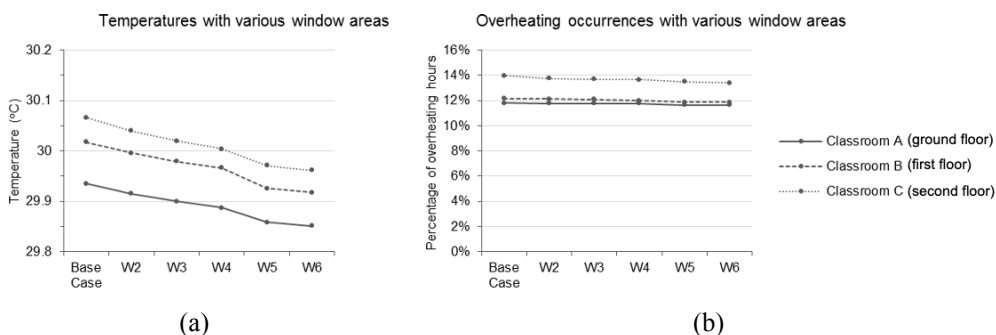 Temperatures with various window areas
30.2
30.1
30
29.9
29.8
Temperature (°C)
Base Case
W2
W3
W4
W5
W6
(a)
Overheating occurrences with various window areas
16%
14%
12%
10%
8%
6%
4%
2%
0%
Percentage of overheating hours
Base Case
W2
W3
W4
W5
W6
(b)
Classroom A (ground floor)
Classroom B (first floor)
Classroom C (second floor)